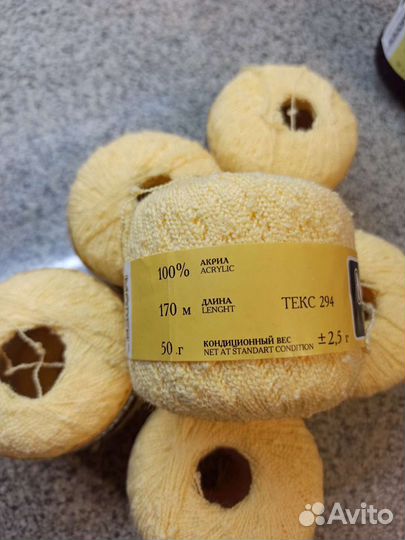 100% АКРИЛ
ACRYLIC
170 м ДЛИНА ТЕКС 294
LENGHT
50 .г КОНДИЦИОННЫЙ ВЕС ± 2,5 г
NET AT STANDART CONDITION
Avito